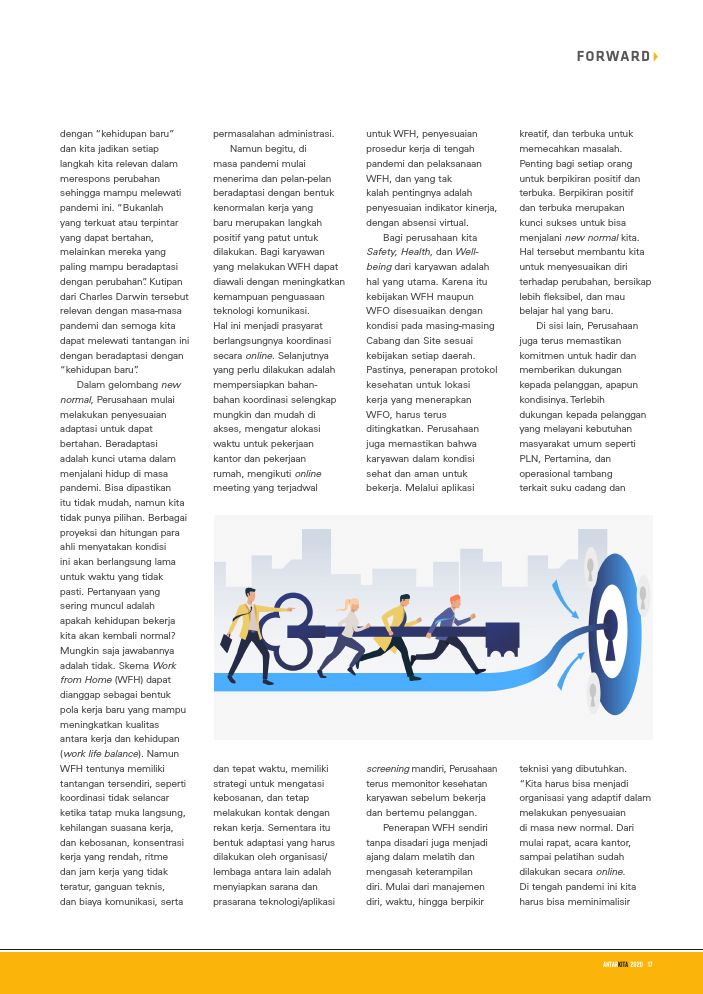 FORWARD
dengan “kehidupan baru”
dan kita jadikan setiap
langkah kita relevan dalam
merespons perubahan
sehingga mampu melewati
pandemi ini. “Bukanlah
yang terkuat atau terpintar
yang dapat bertahan,
melainkan mereka yang
paling mampu beradaptasi
dengan perubahan”. Kutipan
dari Charles Darwin tersebut
relevan dengan masa-masa
pandemi dan semoga kita
dapat melewati tantangan ini
dengan beradaptasi dengan
“kehidupan baru”.
Dalam gelombang new
normal, Perusahaan mulai
melakukan penyesuaian
adaptasi untuk dapat
bertahan. Beradaptasi
adalah kunci utama dalam
menjalani hidup di masa
pandemi. Bisa dipastikan
itu tidak mudah, namun kita
tidak punya pilihan. Berbagai
proyeksi dan hitungan para
ahli menyatakan kondisi
ini akan berlangsung lama
untuk waktu yang tidak
pasti. Pertanyaan yang
sering muncul adalah
apakah kehidupan bekerja
kita akan kembali normal?
Mungkin saja jawabannya
adalah tidak. Skema Work
from Home (WFH) dapat
dianggap sebagai bentuk
pola kerja baru yang mampu
meningkatkan kualitas
antara kerja dan kehidupan
(work life balance). Namun
WFH tentunya memiliki
tantangan tersendiri, seperti
koordinasi tidak selancar
ketika tatap muka langsung,
kehilangan suasana kerja,
dan kebosanan, konsentrasi
kerja yang rendah, ritme
dan jam kerja yang tidak
teratur, ganguan teknis,
dan biaya komunikasi, serta
permasalahan administrasi.
Namun begitu, di
masa pandemi mulai
menerima dan pelan-pelan
beradaptasi dengan bentuk
kenormalan kerja yang
baru merupakan langkah
positif yang patut untuk
dilakukan. Bagi karyawan
yang melakukan WFH dapat
diawali dengan meningkatkan
kemampuan penguasaan
teknologi komunikasi.
Hal ini menjadi prasyarat
berlangsungnya koordinasi
secara online. Selanjutnya
yang perlu dilakukan adalah
mempersiapkan bahan-
bahan koordinasi selengkap
mungkin dan mudah di
akses, mengatur alokasi
waktu untuk pekerjaan
kantor dan pekerjaan
rumah, mengikuti online
meeting yang terjadwal
dan tepat waktu, memiliki
strategi untuk mengatasi
kebosanan, dan tetap
melakukan kontak dengan
rekan kerja. Sementara itu
bentuk adaptasi yang harus
dilakukan oleh organisasi/
lembaga antara lain adalah
menyiapkan sarana dan
prasarana teknologi/aplikasi
untuk WFH, penyesuaian
prosedur kerja di tengah
pandemi dan pelaksanaan
WFH, dan yang tak
kalah pentingnya adalah
penyesuaian indikator kinerja,
dengan absensi virtual.
Bagi perusahaan kita
Safety, Health, dan Well-
being dari karyawan adalah
hal yang utama. Karena itu
kebijakan WFH maupun
WFO disesuaikan dengan
kondisi pada masing-masing
Cabang dan Site sesuai
kebijakan setiap daerah.
Pastinya, penerapan protokol
kesehatan untuk lokasi
kerja yang menerapkan
WFO, harus terus
ditingkatkan. Perusahaan
juga memastikan bahwa
karyawan dalam kondisi
sehat dan aman untuk
bekerja. Melalui aplikasi
screening mandiri, Perusahaan
terus memonitor kesehatan
karyawan sebelum bekerja
dan bertemu pelanggan.
Penerapan WFH sendiri
tanpa disadari juga menjadi
ajang dalam melatih dan
mengasah keterampilan
diri. Mulai dari manajemen
diri, waktu, hingga berpikir
kreatif, dan terbuka untuk
memecahkan masalah.
Penting bagi setiap orang
untuk berpikiran positif dan
terbuka. Berpikiran positif
dan terbuka merupakan
kunci sukses untuk bisa
menjalani new normal kita.
Hal tersebut membantu kita
untuk menyesuaikan diri
terhadap perubahan, bersikap
lebih fleksibel, dan mau
belajar hal yang baru.
Di sisi lain, Perusahaan
juga terus memastikan
komitmen untuk hadir dan
memberikan dukungan
kepada pelanggan, apapun
kondisinya. Terlebih
dukungan kepada pelanggan
yang melayani kebutuhan
masyarakat umum seperti
PLN, Pertamina, dan
operasional tambang
terkait suku cadang dan
teknisi yang dibutuhkan.
“Kita harus bisa menjadi
organisasi yang adaptif dalam
melakukan penyesuaian
di masa new normal. Dari
mulai rapat, acara kantor,
sampai pelatihan sudah
dilakukan secara online.
Di tengah pandemi ini kita
harus bisa meminimalisir
ANTARKITA 2020 17